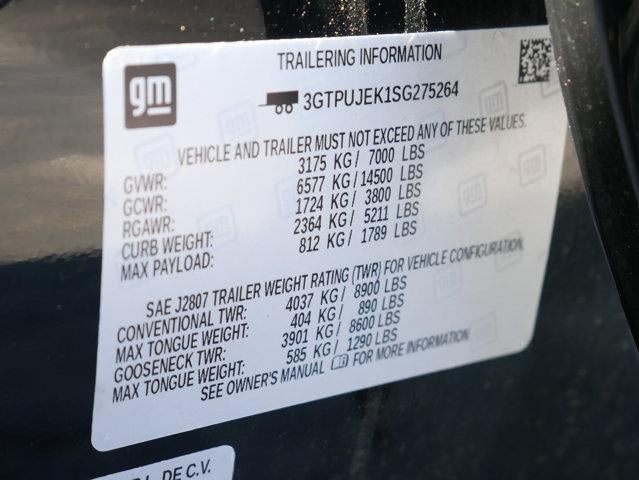 gm
TRAILERING INFORMATION
3GTPUJEK1SG275264
VEHICLE AND TRAILER MUST NOT EXCEED ANY OF THESE VALUES.
GVWR: 3175 KG/ 7000 LBS
GCWR: 6577 KG/14500 LBS
RGAWR: 1724 KG/ 3800 LBS
CURB WEIGHT: 2364 KG/ 5211 LBS
MAX PAYLOAD: 812 KG/ 1789 LBS
SAE J2807 TRAILER WEIGHT RATING (TWR) FOR VEHICLE CONFIGURATION.
CONVENTIONAL TWR: 4037 KG/ 8900 LBS
MAX TONGUE WEIGHT: 404 KG/ 890 LBS
GOOSENECK TWR: 3901 KG/ 8600 LBS
MAX TONGUE WEIGHT: 585 KG/ 1290 LBS
SEE OWNER'S MANUAL FOR MORE INFORMATION
DE C.V.